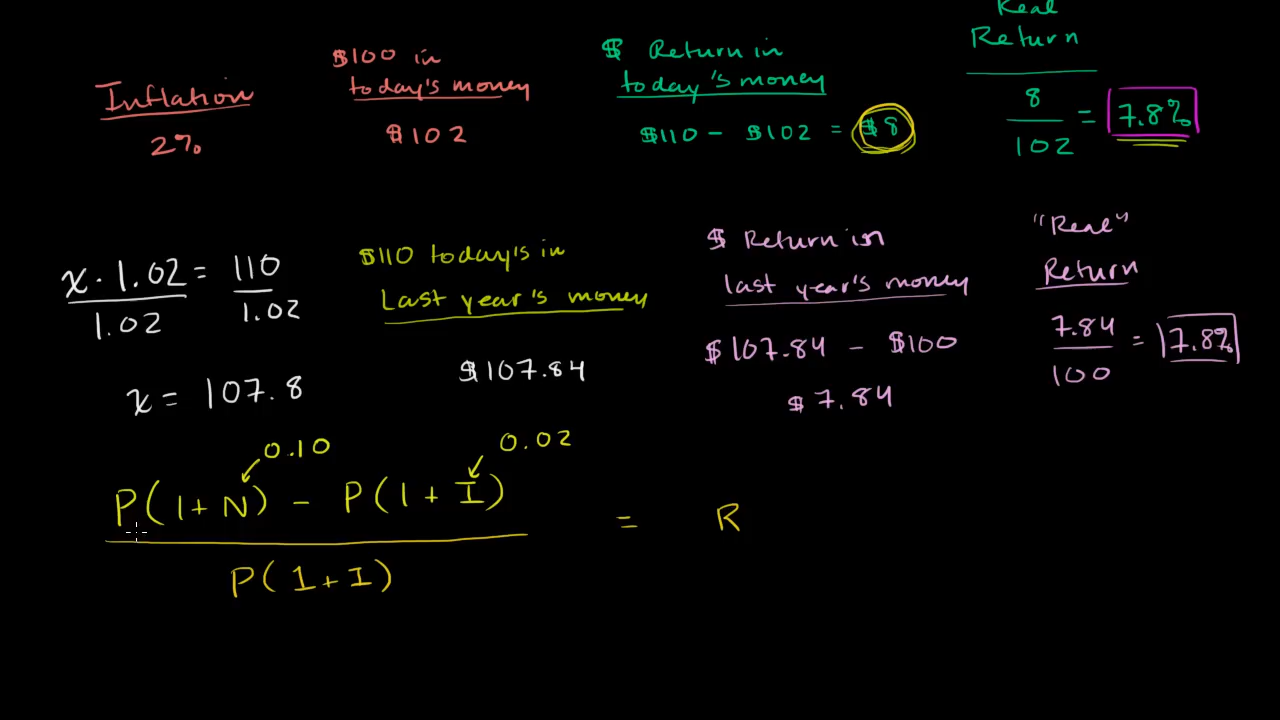 Real
Return
Inflation
2%
$100 in
today's money
$102
$ Return in
today's money
$110 - $102 = $8
8
102
= 7.8%
x · 1.02 = 110
1.02 1.02
x = 107.8
$110 today's in
Last year's money
$107.84
$ Return in
last year's money
$107.84 - $100
$7.84
"Real"
Return
7.84
100
= 7.8%
0.10
0.02
P(1+N) - P(1+I)
P(1+I)
= R